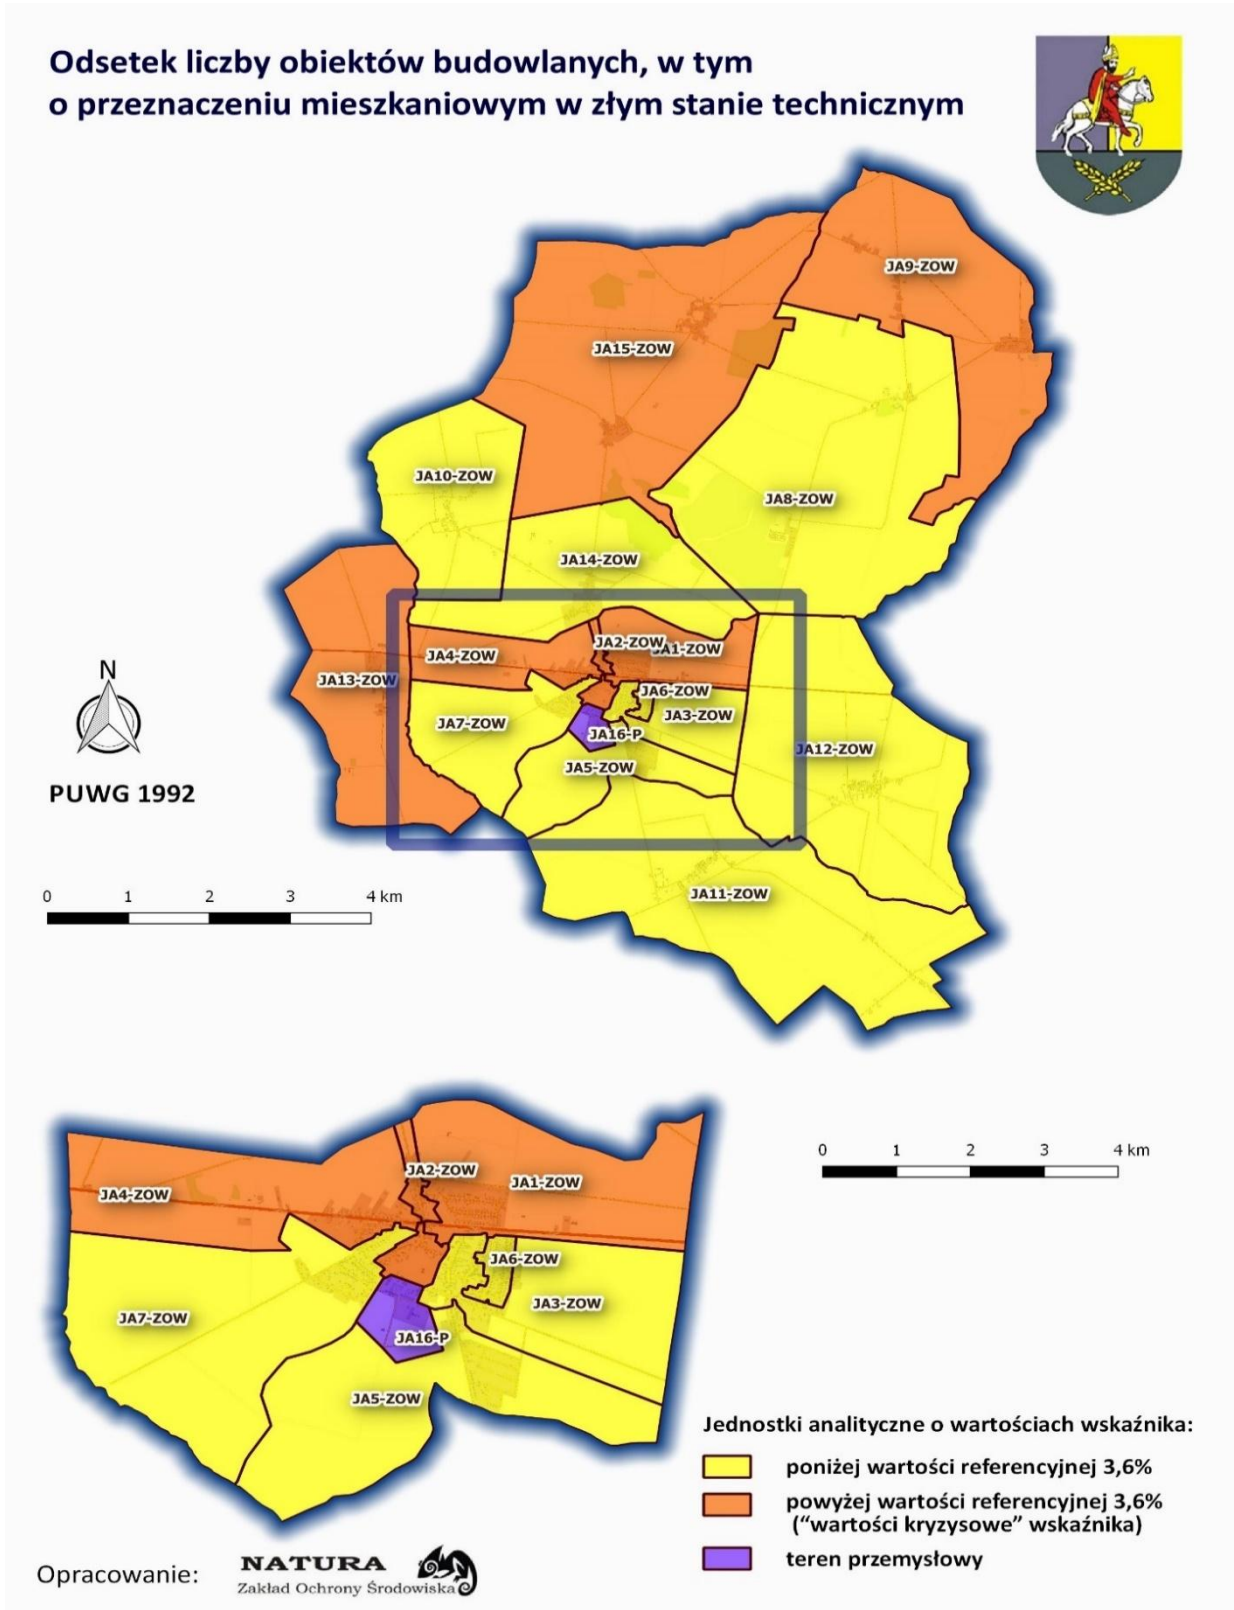 Odsetek liczby obiektów budowlanych, w tym
o przeznaczeniu mieszkaniowym w złym stanie technicznym
JA9-ZOW
JA15-ZOW
JA10-ZOW
JA8-ZOW
JA14-ZOW
JA2-ZOW
JA1-ZOW
JA4-ZOW
JA13-ZOW
JA6-ZOW
JA7-ZOW
JA3-ZOW
JA16-P
JA12-ZOW
JA5-ZOW
JA11-ZOW
N
PUWG 1992
0 1 2 3 4 km
JA2-ZOW
JA1-ZOW
JA4-ZOW
JA6-ZOW
JA3-ZOW
JA7-ZOW
JA16-P
JA5-ZOW
0 1 2 3 4 km
Jednostki analityczne o wartościach wskaźnika:
poniżej wartości referencyjnej 3,6%
powyżej wartości referencyjnej 3,6%
(“wartości kryzysowe” wskaźnika)
teren przemysłowy
Opracowanie:
NATURA
Zakład Ochrony Środowiska